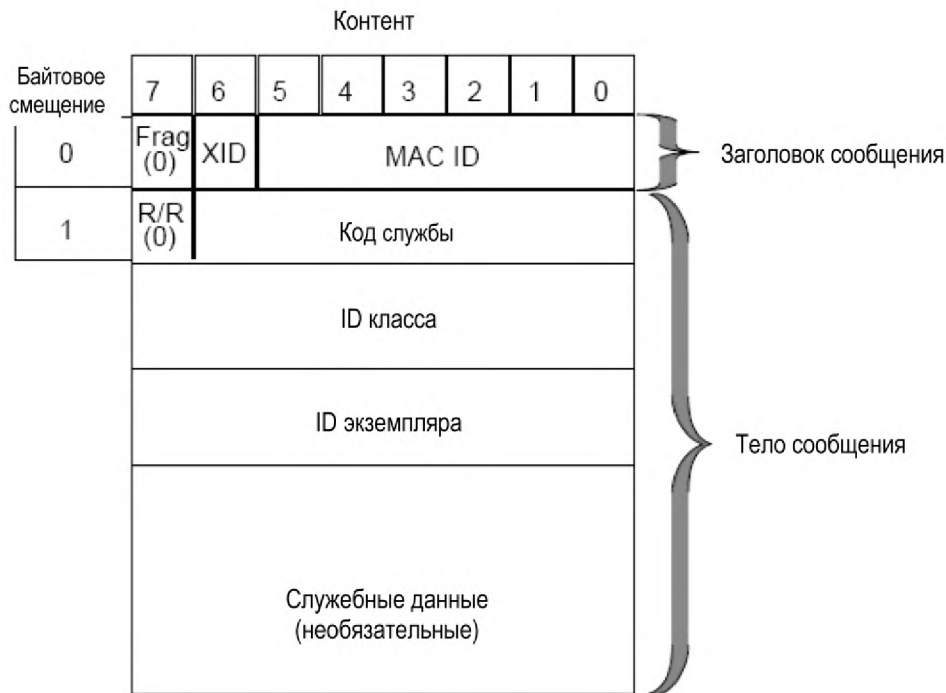 Контент
Байтовое
смещение
7 6 5 4 3 2 1 0
0
Frag
(0)
XID
MAC ID
Заголовок сообщения
1
R/R
(0)
Код службы
ID класса
ID экземпляра
Тело сообщения
Служебные данные
(необязательные)